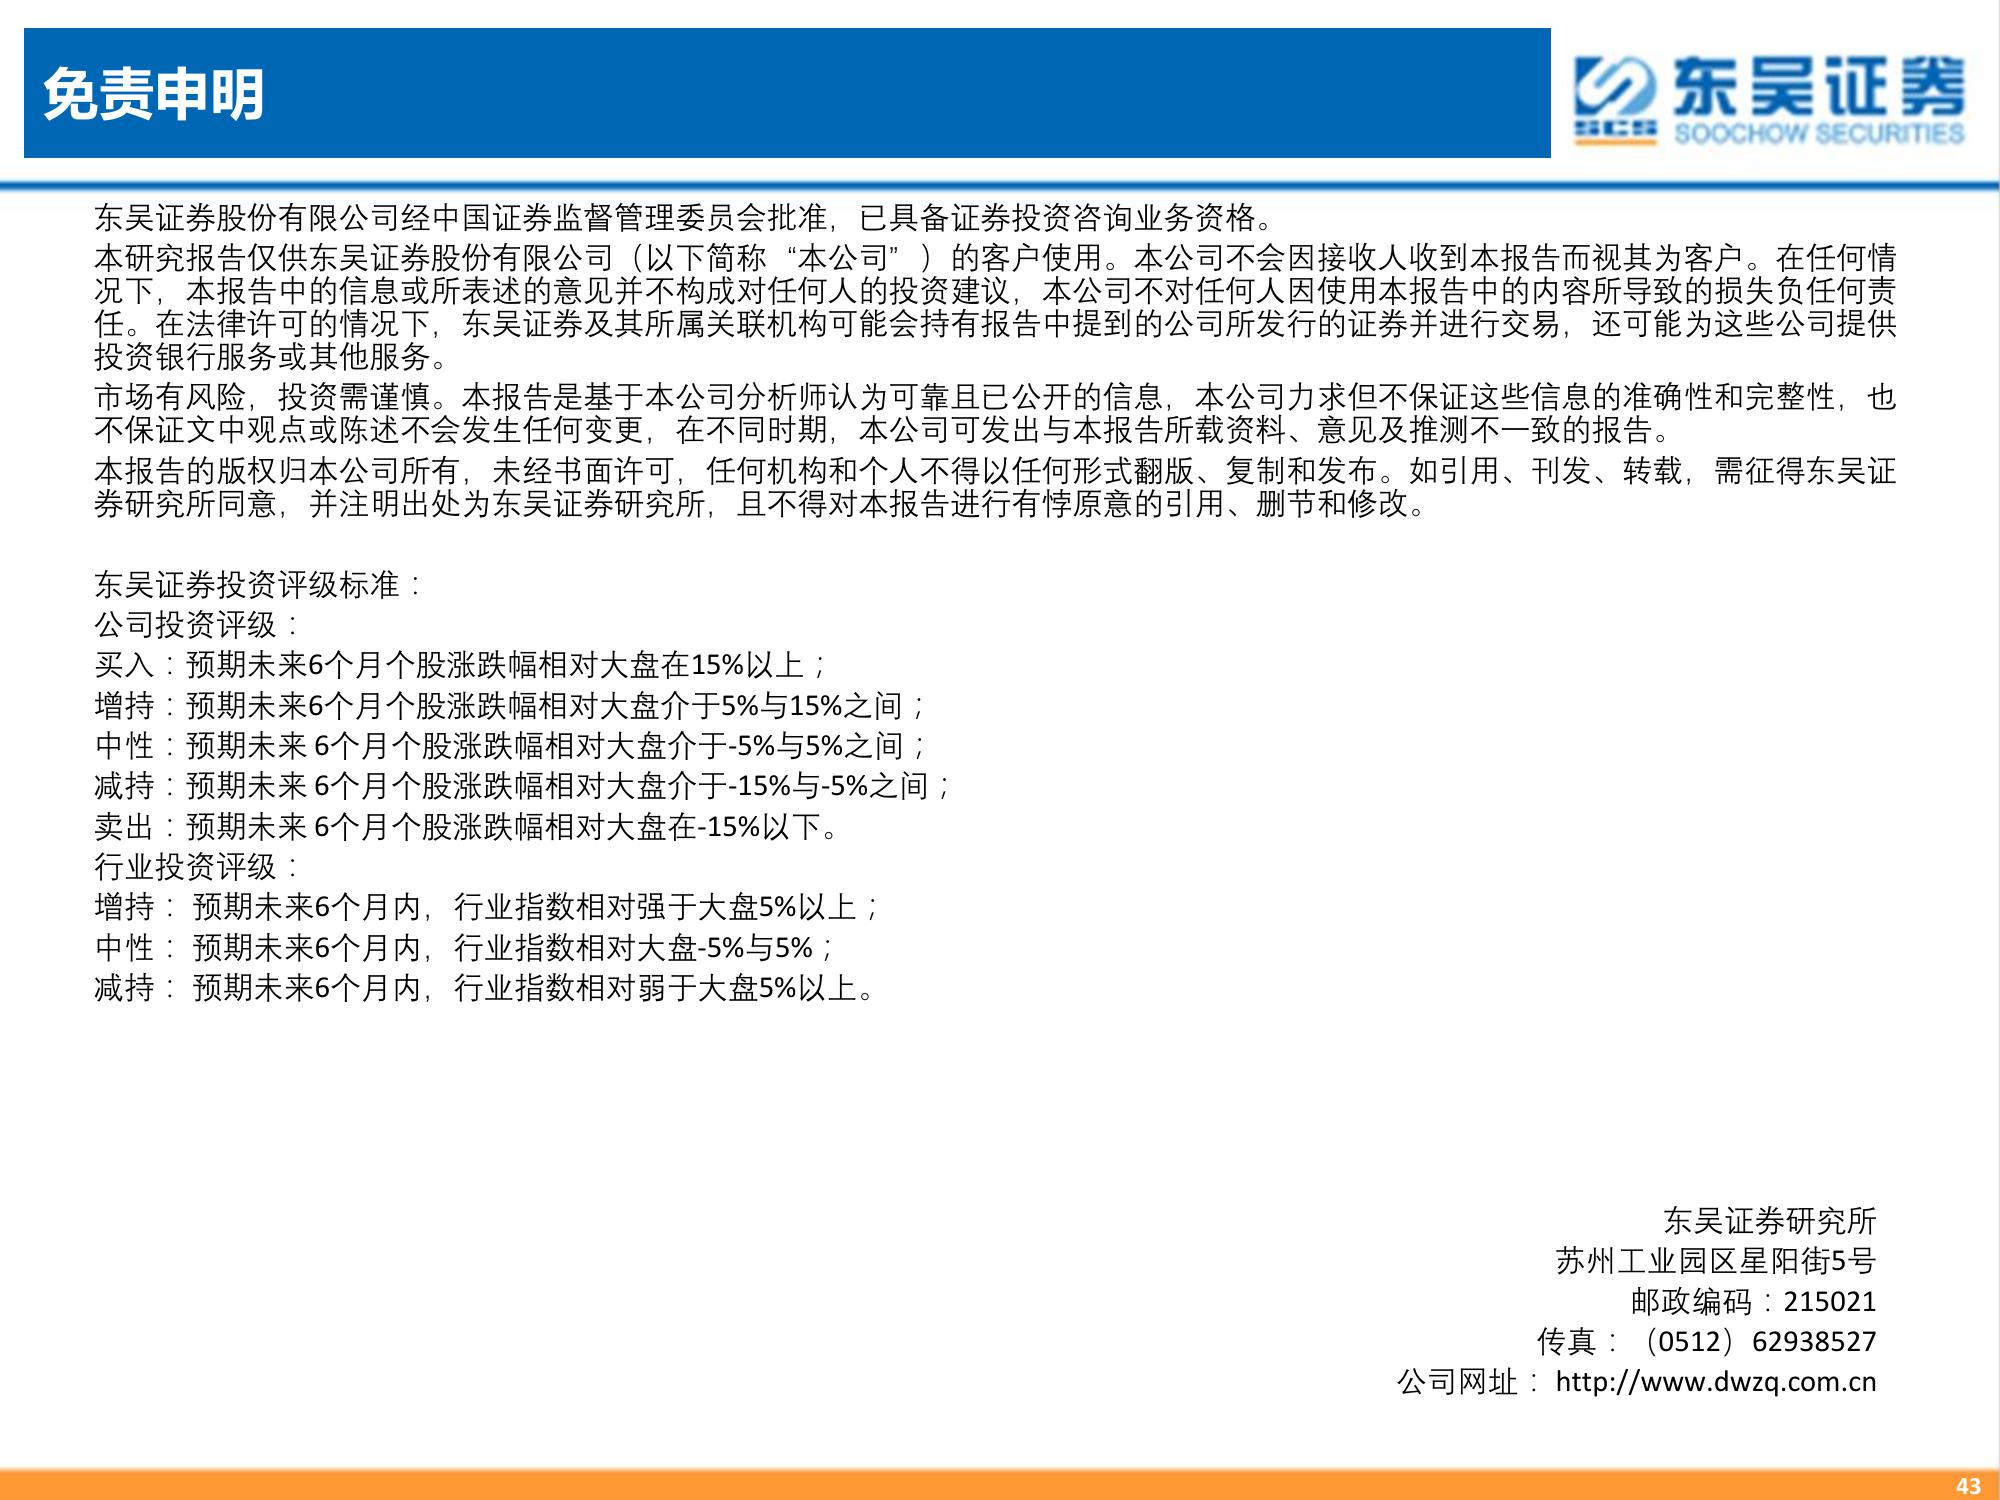 免责申明
东吴证券
SCS
SOOCHOW SECURITIES
东吴证券股份有限公司经中国证券监督管理委员会批准，已具备证券投资咨询业务资格。
本研究报告仅供东吴证券股份有限公司（以下简称“本公司”）的客户使用。本公司不会因接收人收到本报告而视其为客户。在任何情
况下，本报告中的信息或所表述的意见并不构成对任何人的投资建议，本公司不对任何人因使用本报告中的内容所导致的损失负任何责
任。在法律许可的情况下，东吴证券及其所属关联机构可能会持有报告中提到的公司所发行的证券并进行交易，还可能为这些公司提供
投资银行服务或其他服务。
市场有风险，投资需谨慎。本报告是基于本公司分析师认为可靠且已公开的信息，本公司力求但不保证这些信息的准确性和完整性，也
不保证文中观点或陈述不会发生任何变更，在不同时期，本公司可发出与本报告所载资料、意见及推测不一致的报告。
本报告的版权归本公司所有，未经书面许可，任何机构和个人不得以任何形式翻版、复制和发布。如引用、刊发、转载，需征得东吴证
券研究所同意，并注明出处为东吴证券研究所，且不得对本报告进行有悖原意的引用、删节和修改。
东吴证券投资评级标准：
公司投资评级：
买入：预期未来6个月个股涨跌幅相对大盘在15%以上；
增持：预期未来6个月个股涨跌幅相对大盘介于5%与15%之间；
中性：预期未来 6个月个股涨跌幅相对大盘介于-5%与5%之间；
减持：预期未来 6个月个股涨跌幅相对大盘介于-15%与-5%之间；
卖出：预期未来 6个月个股涨跌幅相对大盘在-15%以下。
行业投资评级：
增持： 预期未来6个月内，行业指数相对强于大盘5%以上；
中性： 预期未来6个月内，行业指数相对大盘-5%与5%；
减持： 预期未来6个月内，行业指数相对弱于大盘5%以上。
东吴证券研究所
苏州工业园区星阳街5号
邮政编码：215021
传真：（0512）62938527
公司网址： http://www.dwzq.com.cn
43